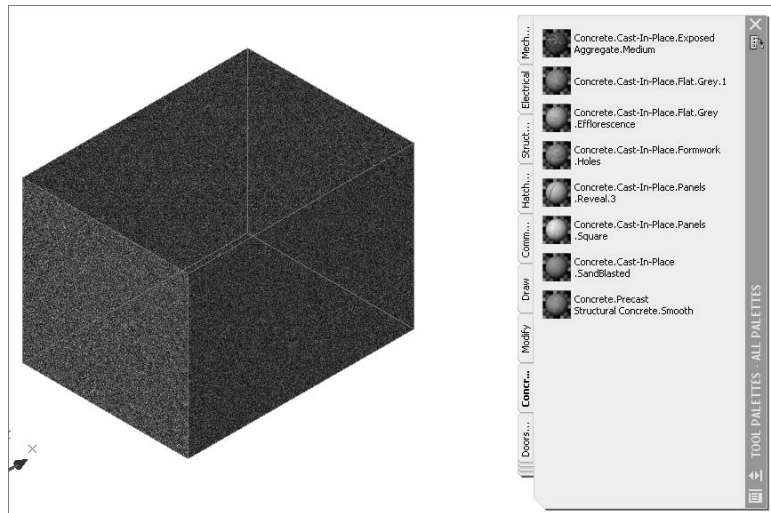 Mech...
Electrical
Struct...
Hatch...
Comm...
Draw
Modify
Concr...
Doors...
Concrete.Cast-In-Place.Exposed
Aggregate.Medium
Concrete.Cast-In-Place.Flat.Grey.1
Concrete.Cast-In-Place.Flat.Grey
.Efflorescence
Concrete.Cast-In-Place.Formwork
.Holes
Concrete.Cast-In-Place.Panels
.Reveal.3
Concrete.Cast-In-Place.Panels
.Square
Concrete.Cast-In-Place
.SandBlasted
Concrete.Precast
Structural Concrete.Smooth
TOOL PALETTES - ALL PALETTES